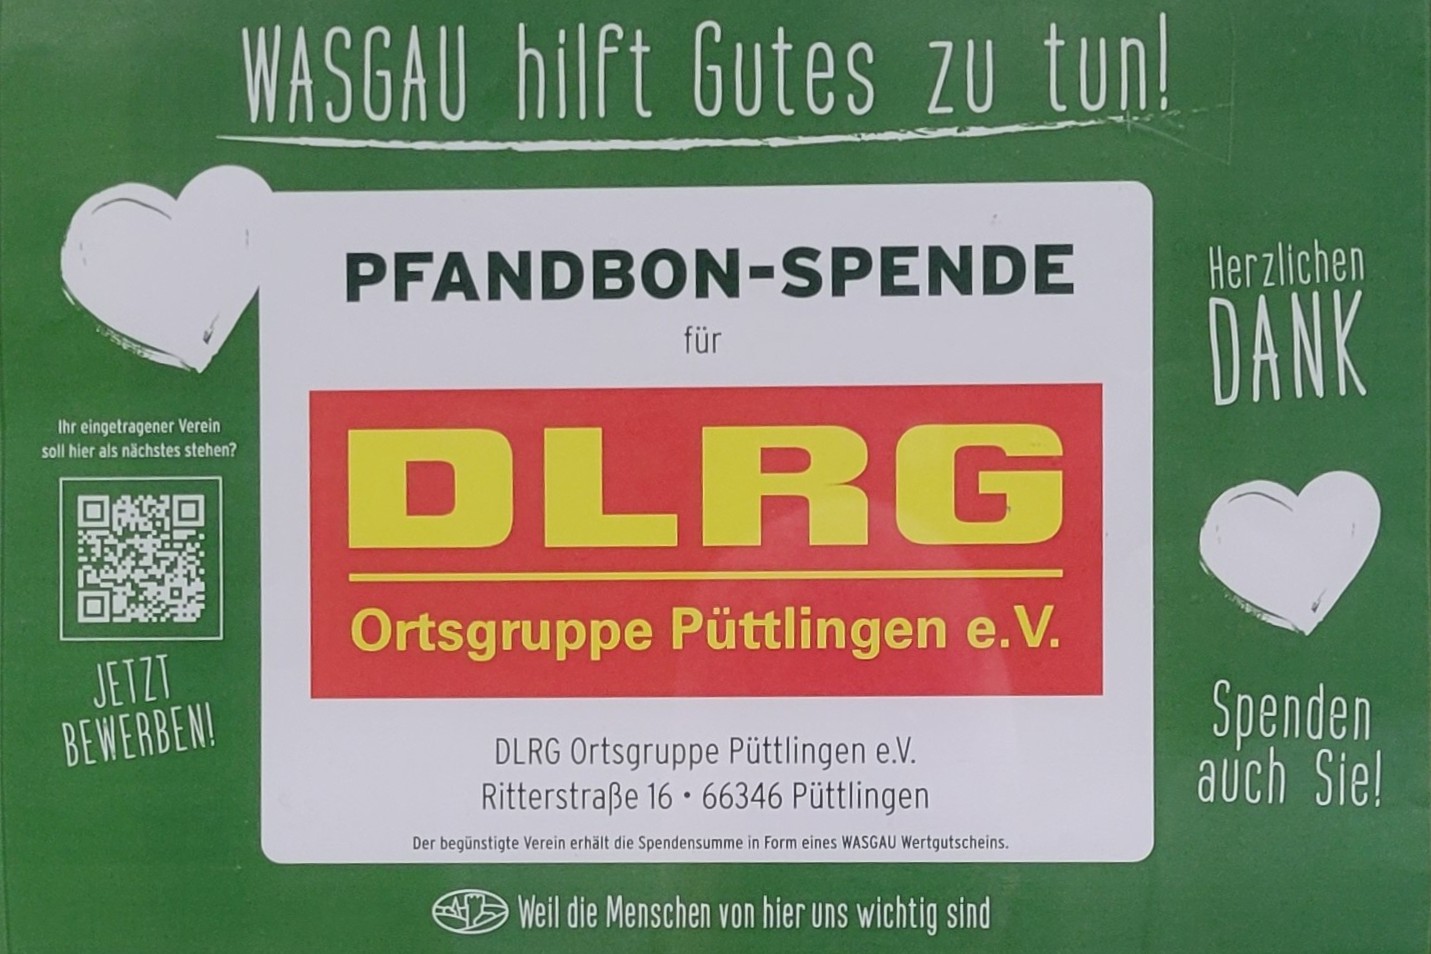 WASGAU hilft Gutes zu tun!
PFANDBON-SPENDE
für
DLRG
Ortsgruppe Püttlingen e.V.
DLRG Ortsgruppe Püttlingen e.V.
Ritterstraße 16 • 66346 Püttlingen
Der begünstigte Verein erhält die Spendensumme in Form eines WASGAU Wertgutscheins.
Ihr eingetragener Verein
soll hier als nächstes stehen?
JETZT
BEWERBEN!
Herzlichen
DANK
Spenden
auch Sie!
Weil die Menschen von hier uns wichtig sind